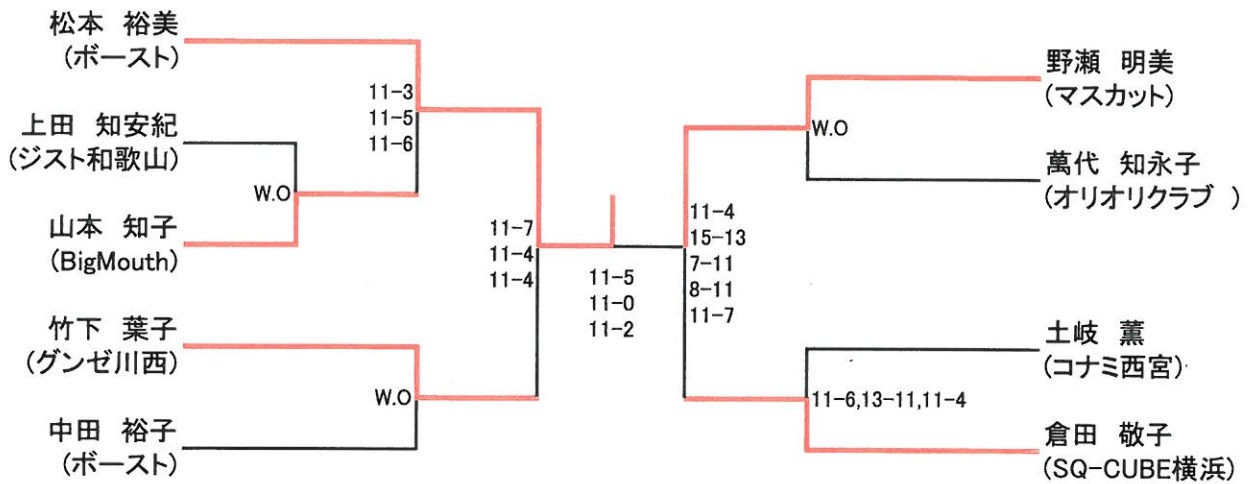 松本 裕美
(ボースト)
上田 知安紀
(ジスト和歌山)
山本 知子
(BigMouth)
竹下 葉子
(グンゼ川西)
中田 裕子
(ボースト)
W.O
11-3
11-5
11-6
W.O
11-7
11-4
11-4
11-5
11-0
11-2
11-4
15-13
7-11
8-11
11-7
W.O
11-6,13-11,11-4
野瀬 明美
(マスカット)
萬代 知永子
(オリオリクラブ )
土岐 薫
(コナミ西宮)
倉田 敬子
(SQ-CUBE横浜)